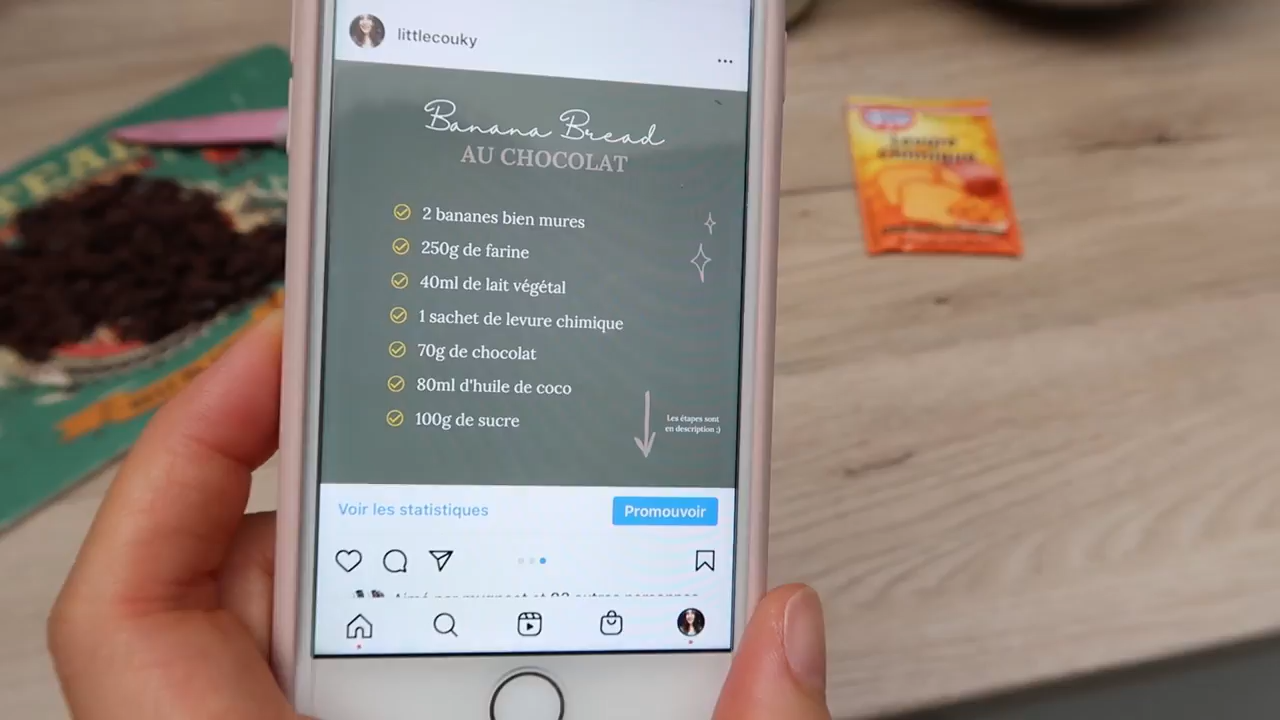 littlecouky
Banana Bread
AU CHOCOLAT
2 bananes bien mures
250g de farine
40ml de lait végétal
1 sachet de levure chimique
70g de chocolat
80ml d'huile de coco
100g de sucre
Les étapes sont
en description ;)
Voir les statistiques
Promouvoir
Levure
chimique